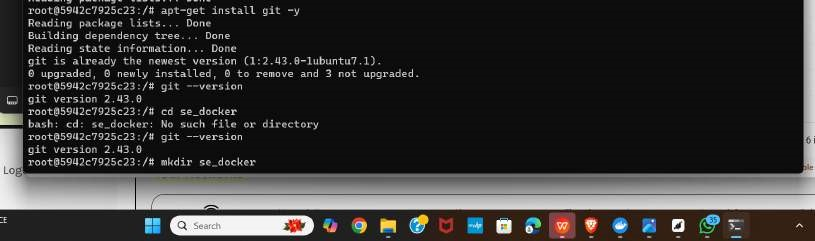 root@5942c7925c23:/# apt-get install git -y
Reading package lists... Done
Building dependency tree... Done
Reading state information... Done
git is already the newest version (1:2.43.0-1ubuntu7.1).
0 upgraded, 0 newly installed, 0 to remove and 3 not upgraded.
root@5942c7925c23:/# git --version
git version 2.43.0
root@5942c7925c23:/# cd se_docker
bash: cd: se_docker: No such file or directory
root@5942c7925c23:/# git --version
git version 2.43.0
root@5942c7925c23:/# mkdir se_docker
Log
CE
Search
35